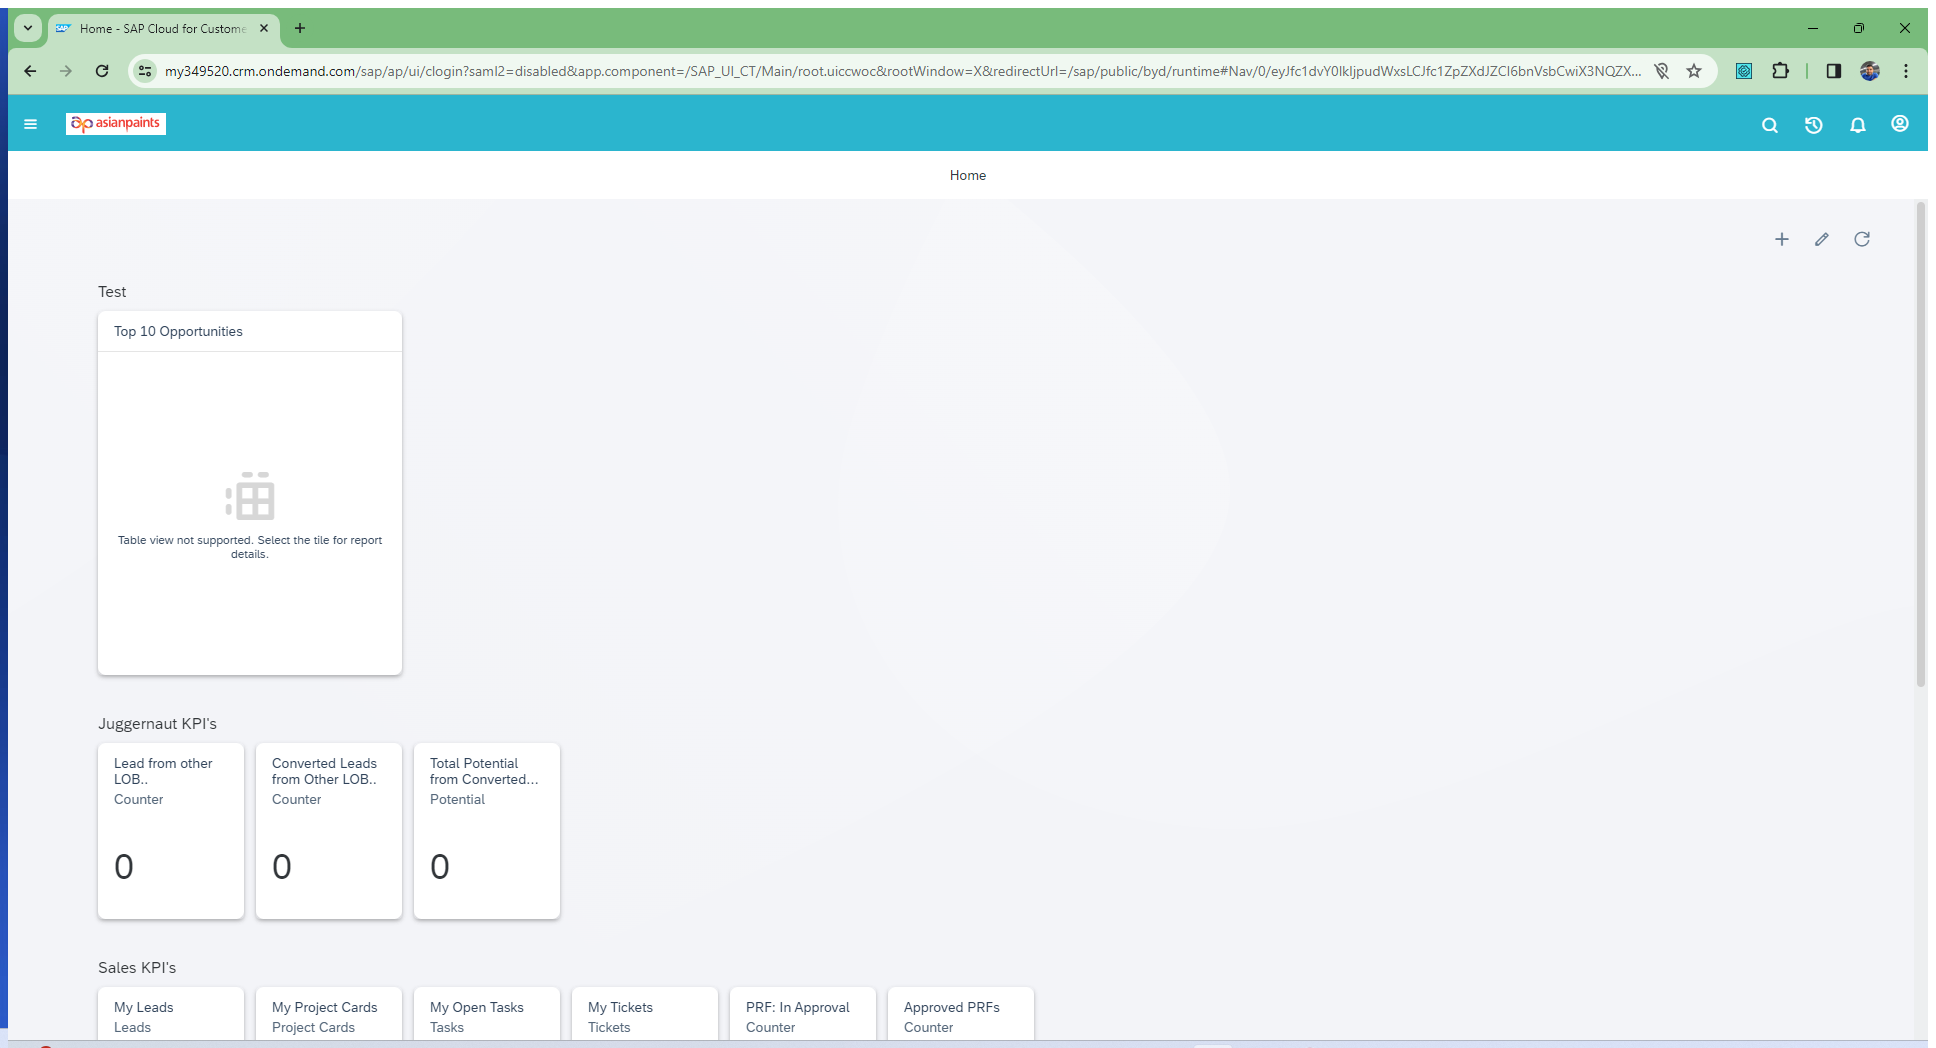 SAP Home - SAP Cloud for Custome
my349520.crm.ondemand.com/sap/ap/ui/clogin?saml2=disabled&app.component=/SAP_UI_CT/Main/root.uiccwoc&rootWindow=X&redirectUrl=/sap/public/byd/runtime#Nav/0/eyJfc1dvY0lkIjpudWxsLCJfc1ZpZXdJZCI6bnVsbCwiX3NQZX...
ap asianpaints
Home
Test
Top 10 Opportunities
Table view not supported. Select the tile for report
details.
Juggernaut KPI's
Lead from other
LOB..
Counter
0
Converted Leads
from Other LOB..
Counter
0
Total Potential
from Converted...
Potential
0
Sales KPI's
My Leads
Leads
My Project Cards
Project Cards
My Open Tasks
Tasks
My Tickets
Tickets
PRF: In Approval
Counter
Approved PRFs
Counter